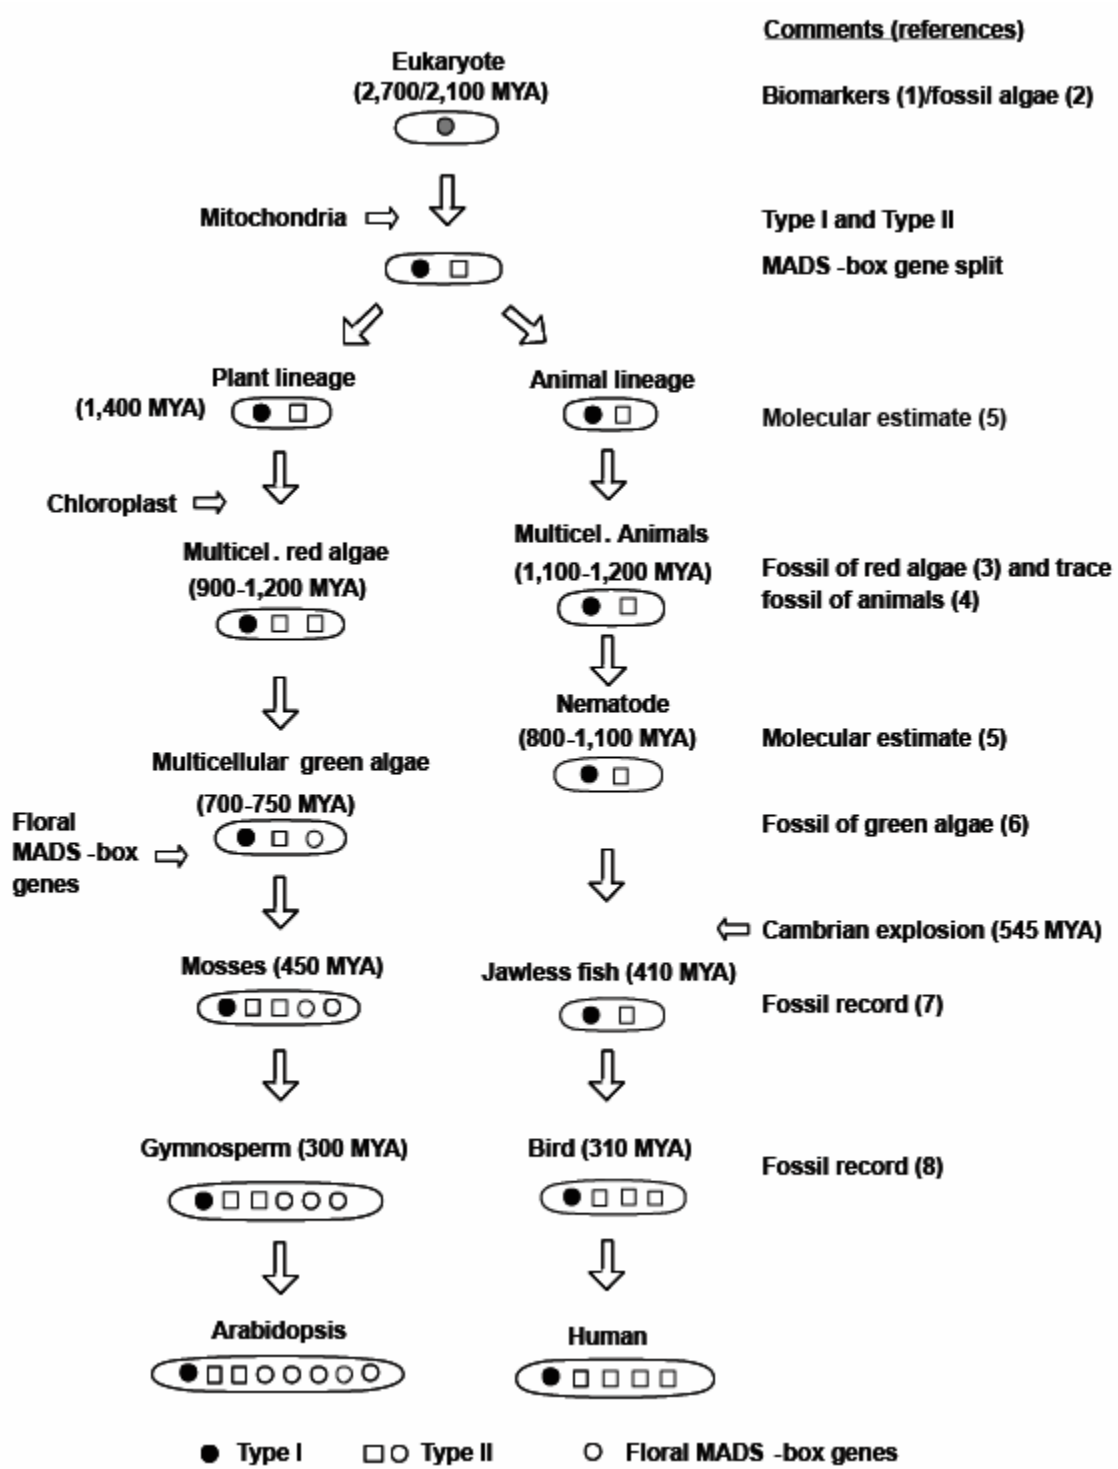 Comments (references)
Eukaryote
(2,700/2,100 MYA)
Biomarkers (1)/fossil algae (2)
Mitochondria
Type I and Type II
MADS -box gene split
Plant lineage
(1,400 MYA)
Animal lineage
Molecular estimate (5)
Chloroplast
Multicel. red algae
(900-1,200 MYA)
Multicel. Animals
(1,100-1,200 MYA)
Fossil of red algae (3) and trace
fossil of animals (4)
Nematode
(800-1,100 MYA)
Molecular estimate (5)
Multicellular green algae
(700-750 MYA)
Floral
MADS -box
genes
Fossil of green algae (6)
Cambrian explosion (545 MYA)
Mosses (450 MYA)
Jawless fish (410 MYA)
Fossil record (7)
Gymnosperm (300 MYA)
Bird (310 MYA)
Fossil record (8)
Arabidopsis
Human
Type I
Type II
Floral MADS -box genes